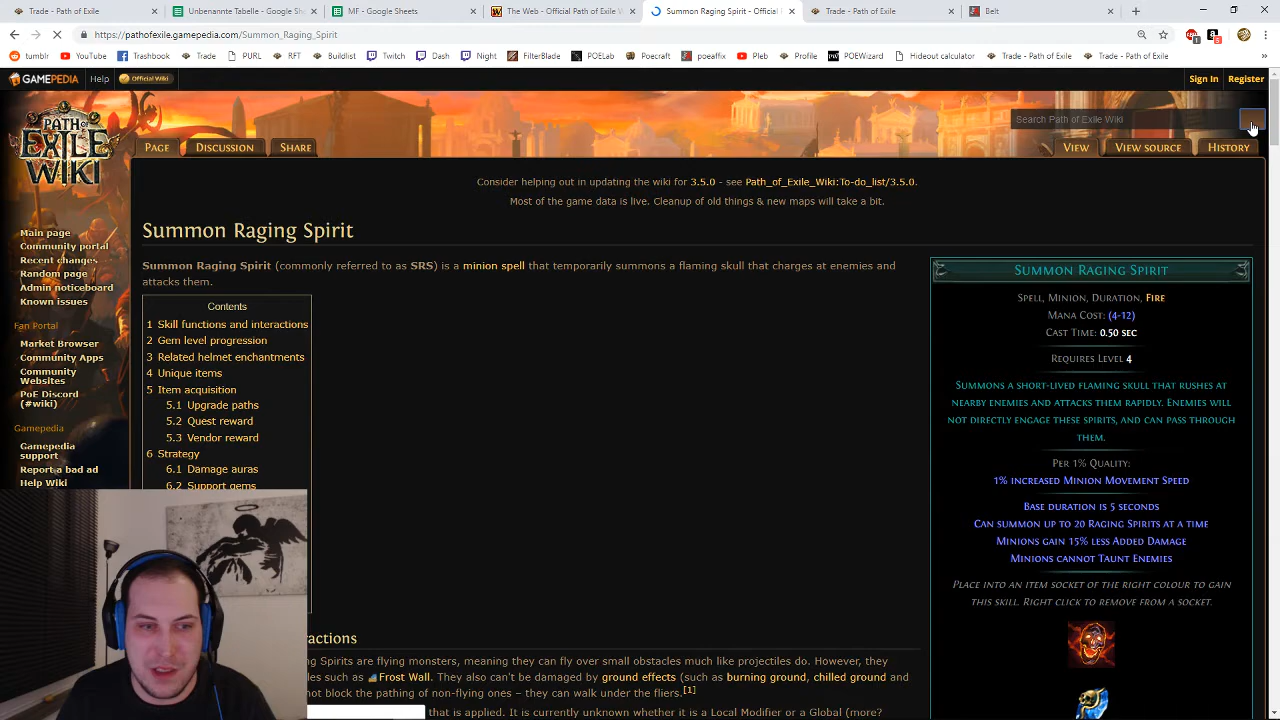 Trade - Path of Exile
MF - Google Sheets
The Web of Wealth
Summon Raging Spirit - Offi
Trade - Path of Exile
Belt
https://pathofexile.gamepedia.com/Summon_Raging_Spirit
tumblr
YouTube
Trashbook
Trade
PURL
RFT
Buildlist
Twitch
Dash
Night
FilterBlade
POELab
Poecraft
poeaffix
Pleb
Profile
POEWard
Hideout calculator
Trade - Path of Exile
GAMEPEDIA
Help
Official Wiki
Sign In
Register
PATH OF EXILE WIKI
Search Path of Exile Wiki
PAGE
DISCUSSION
SHARE
VIEW
VIEW SOURCE
HISTORY
Consider helping out in updating the wiki for 3.5.0 - see Path_of_Exile_Wiki:To-do_list/3.5.0.
Most of the game data is live. Cleanup of old things & new maps will take a bit.
Main page
Community portal
Recent changes
Random page
Admin noticeboard
Known issues
Fan Portal
Market Browser
Community Apps
Community
Websites
PoE Discord
(#wiki)
Gamepedia
Gamepedia
support
Report a bad ad
Help Wiki
Summon Raging Spirit
Summon Raging Spirit (commonly referred to as SRS) is a minion spell that temporarily summons a flaming skull that charges at enemies and
attacks them.
Contents
1 Skill functions and interactions
2 Gem level progression
3 Related helmet enchantments
4 Unique items
5 Item acquisition
5.1 Upgrade paths
5.2 Quest reward
5.3 Vendor reward
6 Strategy
6.1 Damage auras
6.2 Support gems
actions
ng Spirits are flying monsters, meaning they can fly over small obstacles much like projectiles do. However, they
les such as Frost Wall. They also can't be damaged by ground effects (such as burning ground, chilled ground and
not block the pathing of non-flying ones – they can walk under the fliers.[1]
that is applied. It is currently unknown whether it is a Local Modifier or a Global (more?
Summon Raging Spirit
Spell, Minion, Duration, Fire
Mana Cost: (4-12)
Cast Time: 0.50 sec
Requires Level 4
Summons a short-lived flaming skull that rushes at
nearby enemies and attacks them rapidly. Enemies will
not directly engage these spirits, and can pass through
them.
Per 1% Quality:
1% increased Minion Movement Speed
Base duration is 5 seconds
Can summon up to 20 Raging Spirits at a time
Minions gain 15% less Added Damage
Minions cannot Taunt Enemies
Place into an item socket of the right colour to gain
this skill. Right click to remove from a socket.